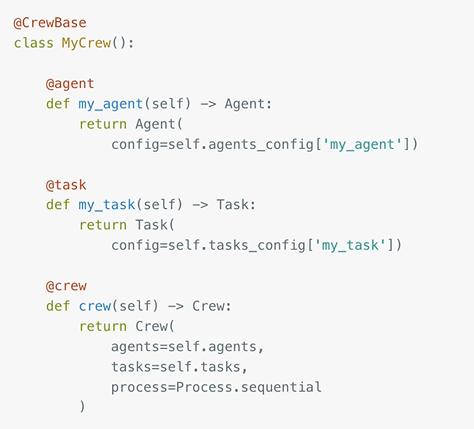 @CrewBase
class MyCrew():

    @agent
    def my_agent(self) -> Agent:
        return Agent(
            config=self.agents_config['my_agent'])

    @task
    def my_task(self) -> Task:
        return Task(
            config=self.tasks_config['my_task'])

    @crew
    def crew(self) -> Crew:
        return Crew(
            agents=self.agents,
            tasks=self.tasks,
            process=Process.sequential
        )